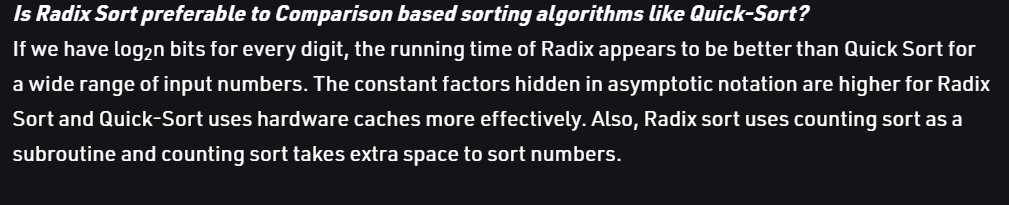 Is Radix Sort preferable to Comparison based sorting algorithms like Quick-Sort?
If we have log₂n bits for every digit, the running time of Radix appears to be better than Quick Sort for
a wide range of input numbers. The constant factors hidden in asymptotic notation are higher for Radix
Sort and Quick-Sort uses hardware caches more effectively. Also, Radix sort uses counting sort as a
subroutine and counting sort takes extra space to sort numbers.